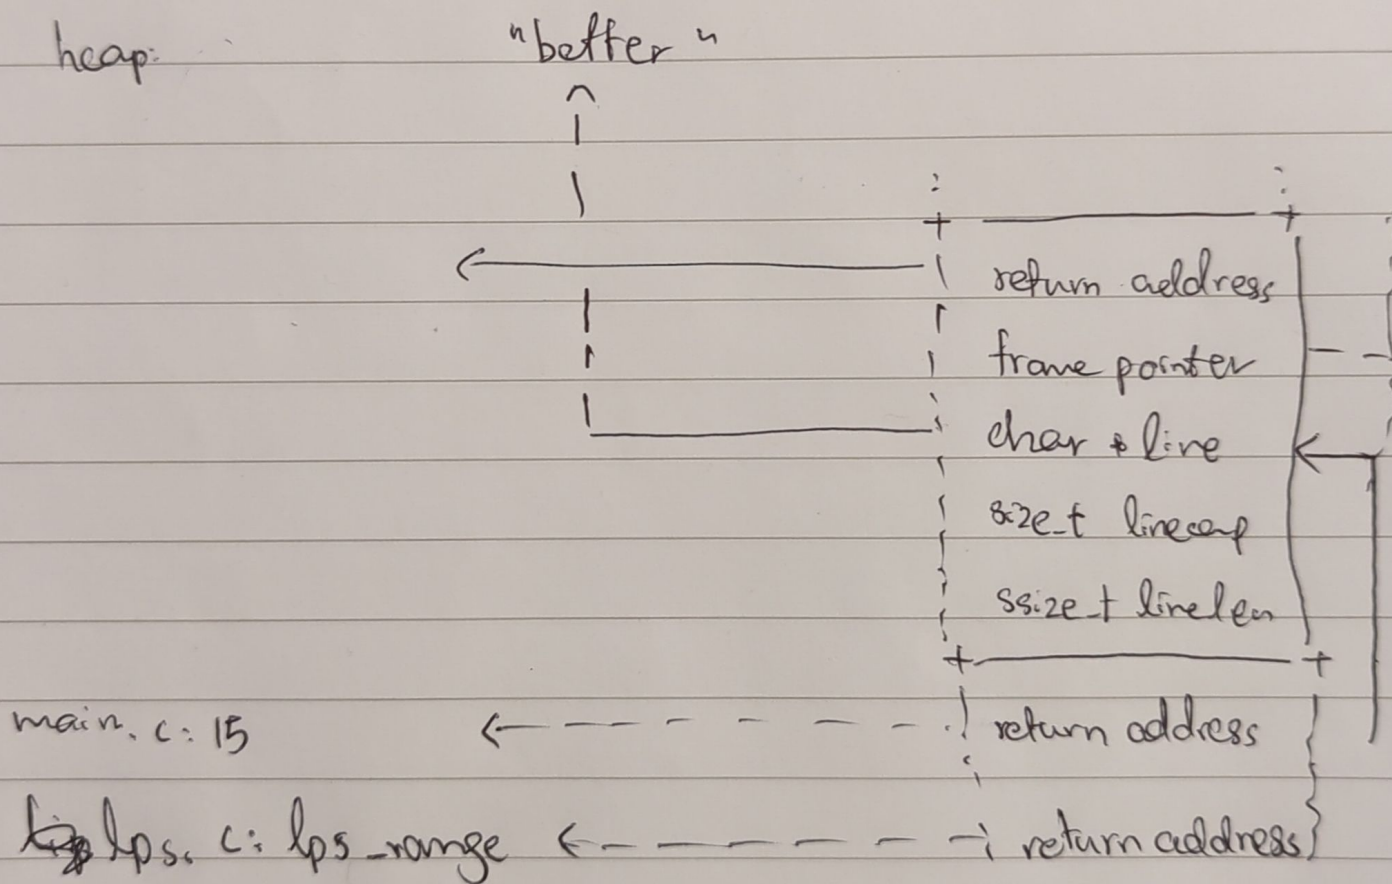 heap: "better"
return address
frame pointer
char * line
size_t linecap
ssize_t linelen
main.c:15 return address
lps.c: lps_range return address